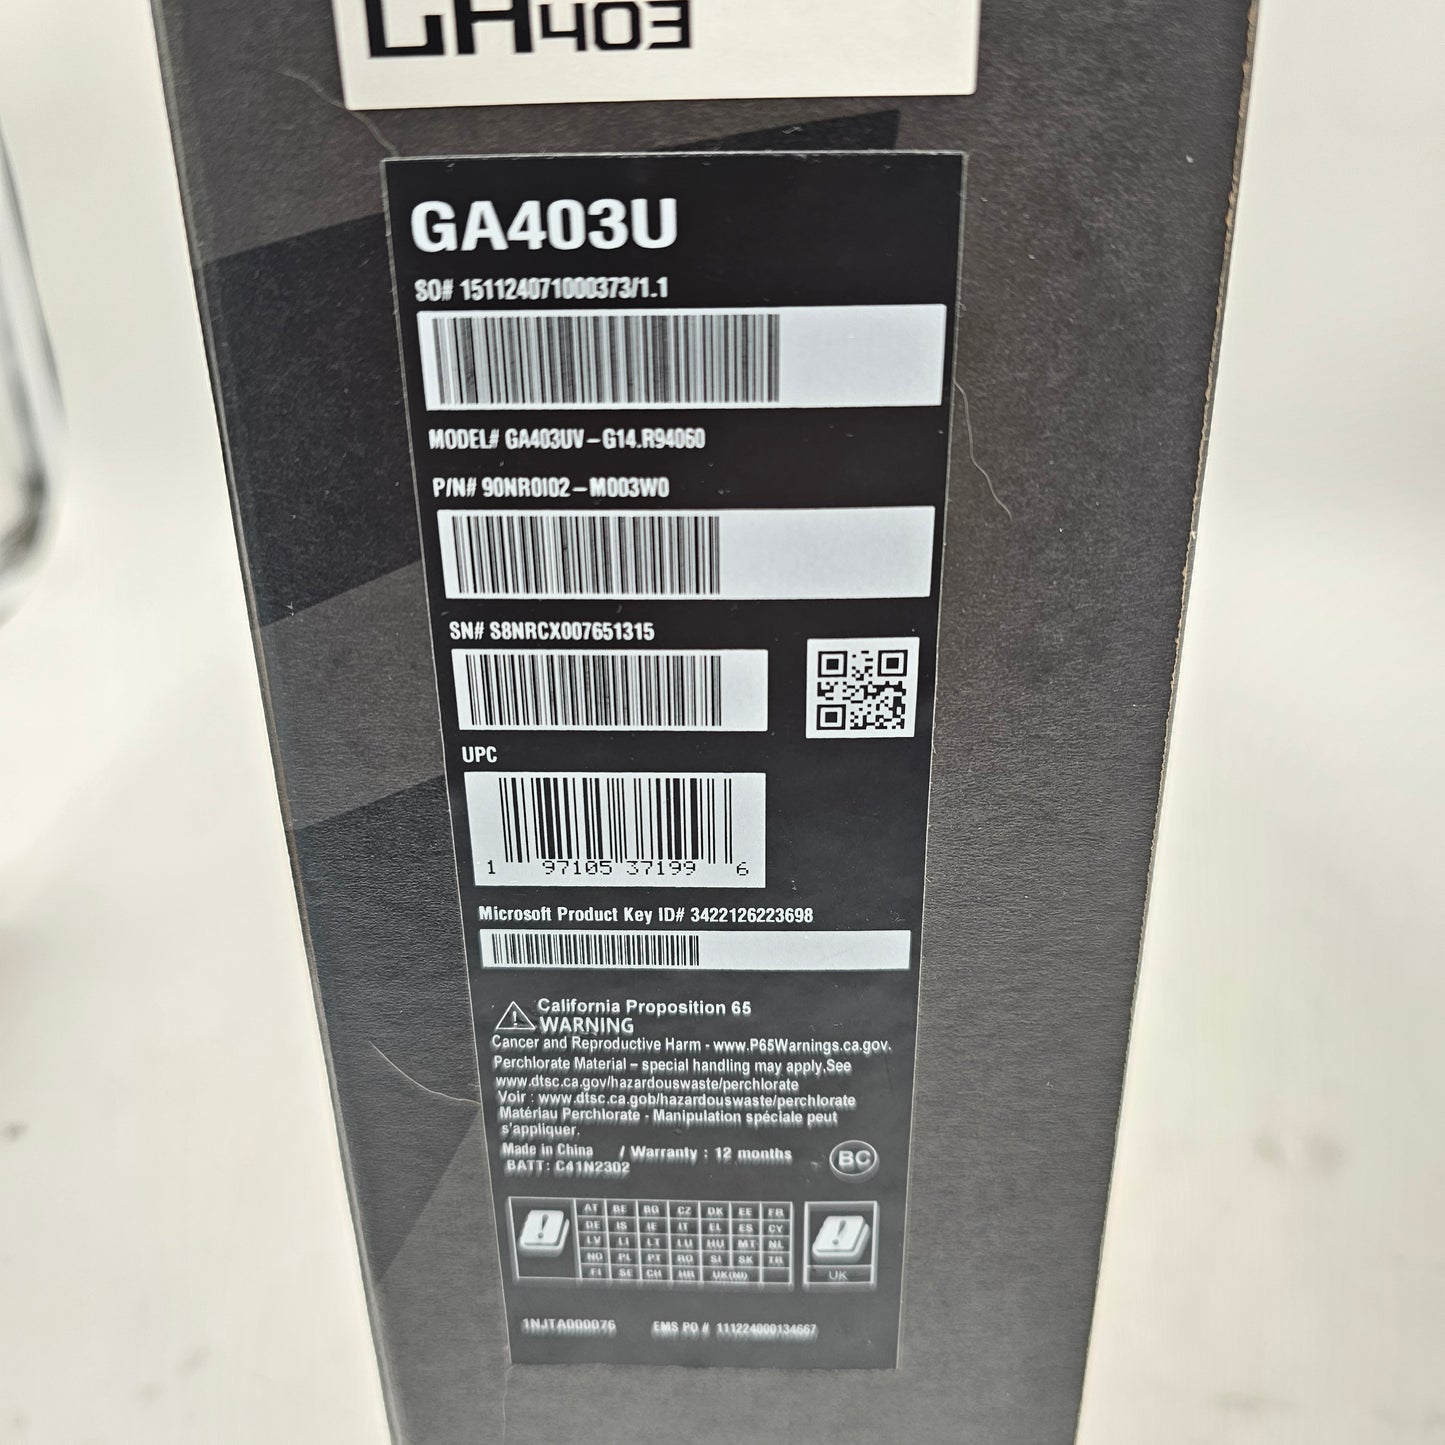 GA403
GA403U
SO# 151124071000373/1.1
MODEL# GA403UV-G14.R94060
P/N# 90NR0I02-M003W0
SN# S8NRCX007651315
UPC
1 97105 37199 6
Microsoft Product Key ID# 3422126223698
California Proposition 65
WARNING
Cancer and Reproductive Harm - www.P65Warnings.ca.gov.
Perchlorate Material – special handling may apply,See
www.dtsc.ca.gov/hazardouswaste/perchlorate
Voir : www.dtsc.ca.gob/hazardouswaste/perchlorate
Matériau Perchlorate - Manipulation spéciale peut
s'appliquer.
Made in China / Warranty : 12 months
BATT: C41N2302
BC
AT BE BG CZ DK EE FR
DE IS IE IT EL ES CY
LV LI LT LU HU MT NL
NO PL PT RO SI SK TR
FI SE CH HR UK(NI)
UK
1NJTA000076 EMS PO # 111224000134667